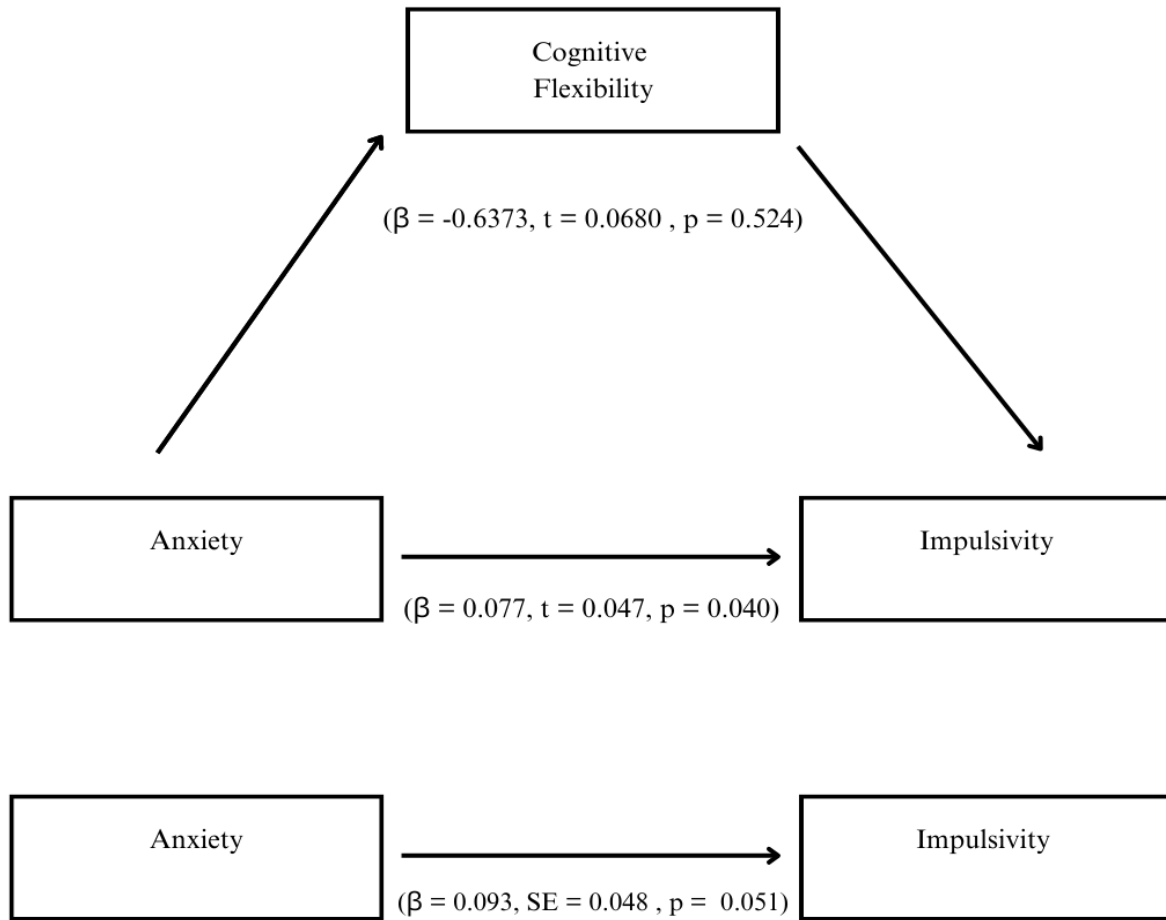 Cognitive
Flexibility
(β = -0.6373, t = 0.0680 , p = 0.524)
Anxiety
Impulsivity
(β = 0.077, t = 0.047, p = 0.040)
Anxiety
Impulsivity
(β = 0.093, SE = 0.048 , p =  0.051)